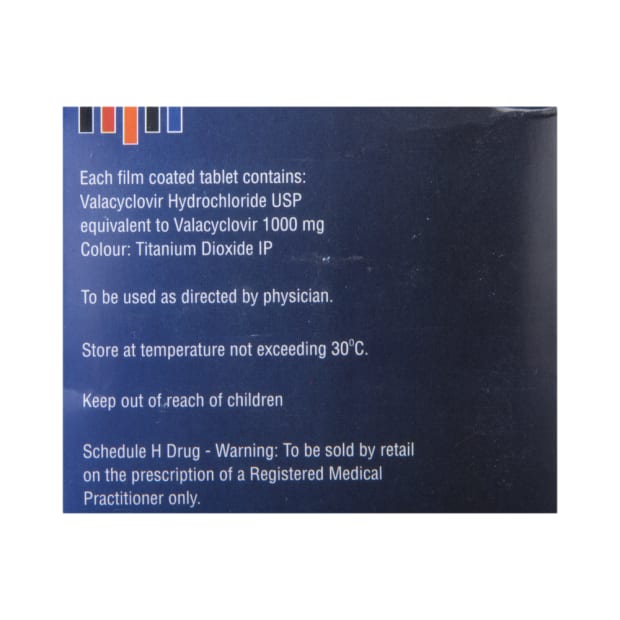 Each film coated tablet contains:
Valacyclovir Hydrochloride USP
equivalent to Valacyclovir 1000 mg
Colour: Titanium Dioxide IP
To be used as directed by physician.
Store at temperature not exceeding 30⁰C.
Keep out of reach of children
Schedule H Drug - Warning: To be sold by retail
on the prescription of a Registered Medical
Practitioner only.